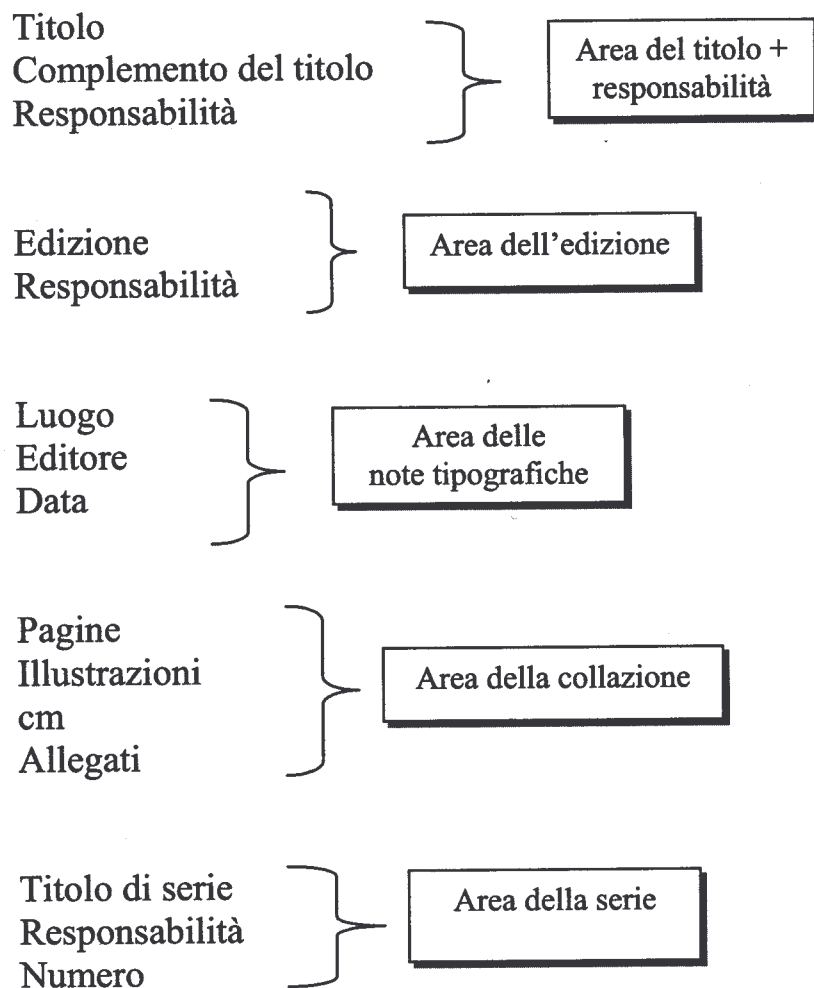 Titolo
Complemento del titolo
Responsabilità
Area del titolo +
responsabilità
Edizione
Responsabilità
Area dell’edizione
Luogo
Editore
Data
Area delle
note tipografiche
Pagine
Illustrazioni
cm
Allegati
Area della collazione
Titolo di serie
Responsabilità
Numero
Area della serie